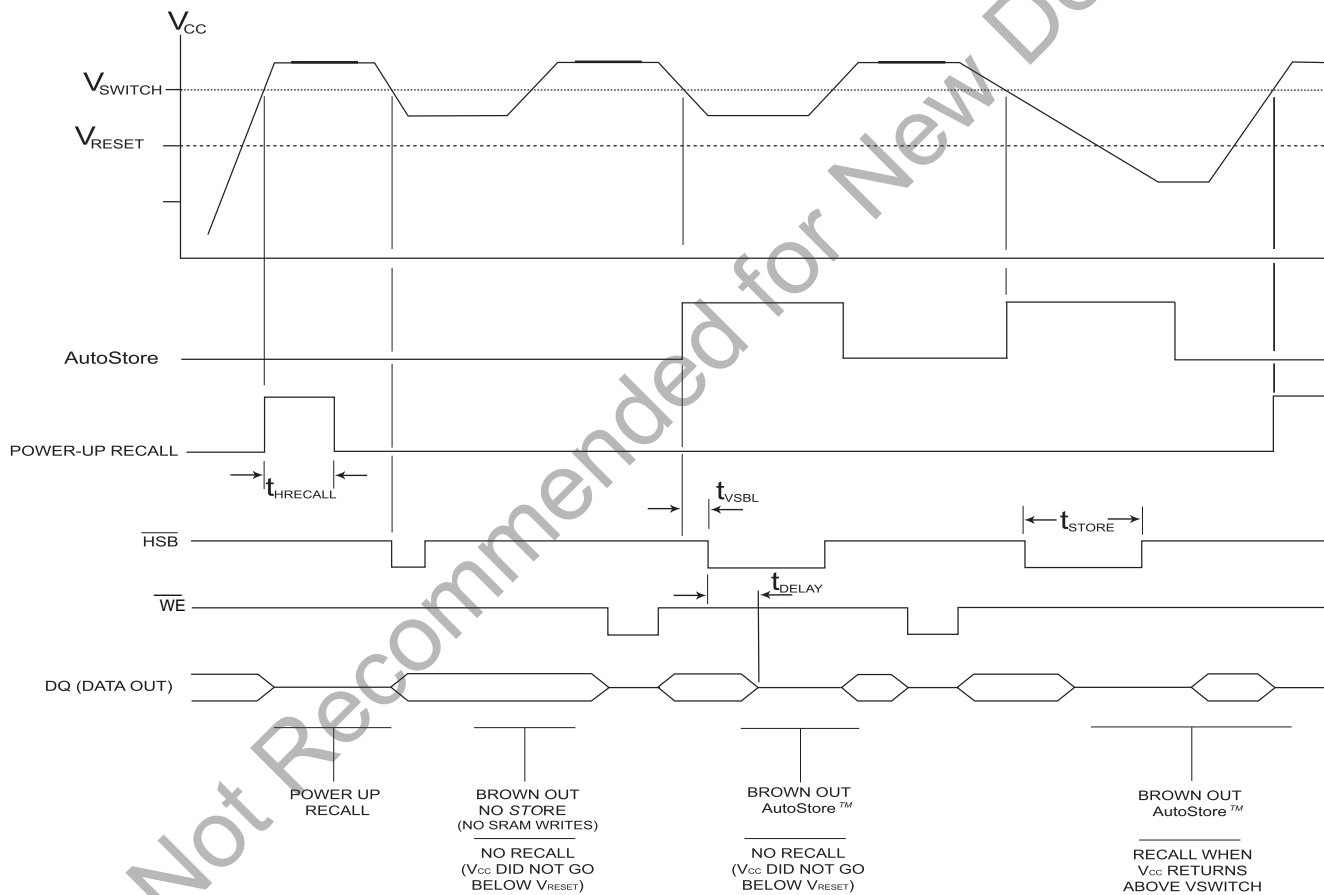 VCC
VSWITCH
VRESET
AutoStore
POWER-UP RECALL
tHRECALL
tVSBL
HSB
tSTORE
tDELAY
WE
DQ (DATA OUT)
POWER UP
RECALL
BROWN OUT
NO STORE
(NO SRAM WRITES)
NO RECALL
(VCC DID NOT GO
BELOW VRESET)
BROWN OUT
AutoStore™
NO RECALL
(VCC DID NOT GO
BELOW VRESET)
BROWN OUT
AutoStore™
RECALL WHEN
VCC RETURNS
ABOVE VSWITCH
Not Recommended for New